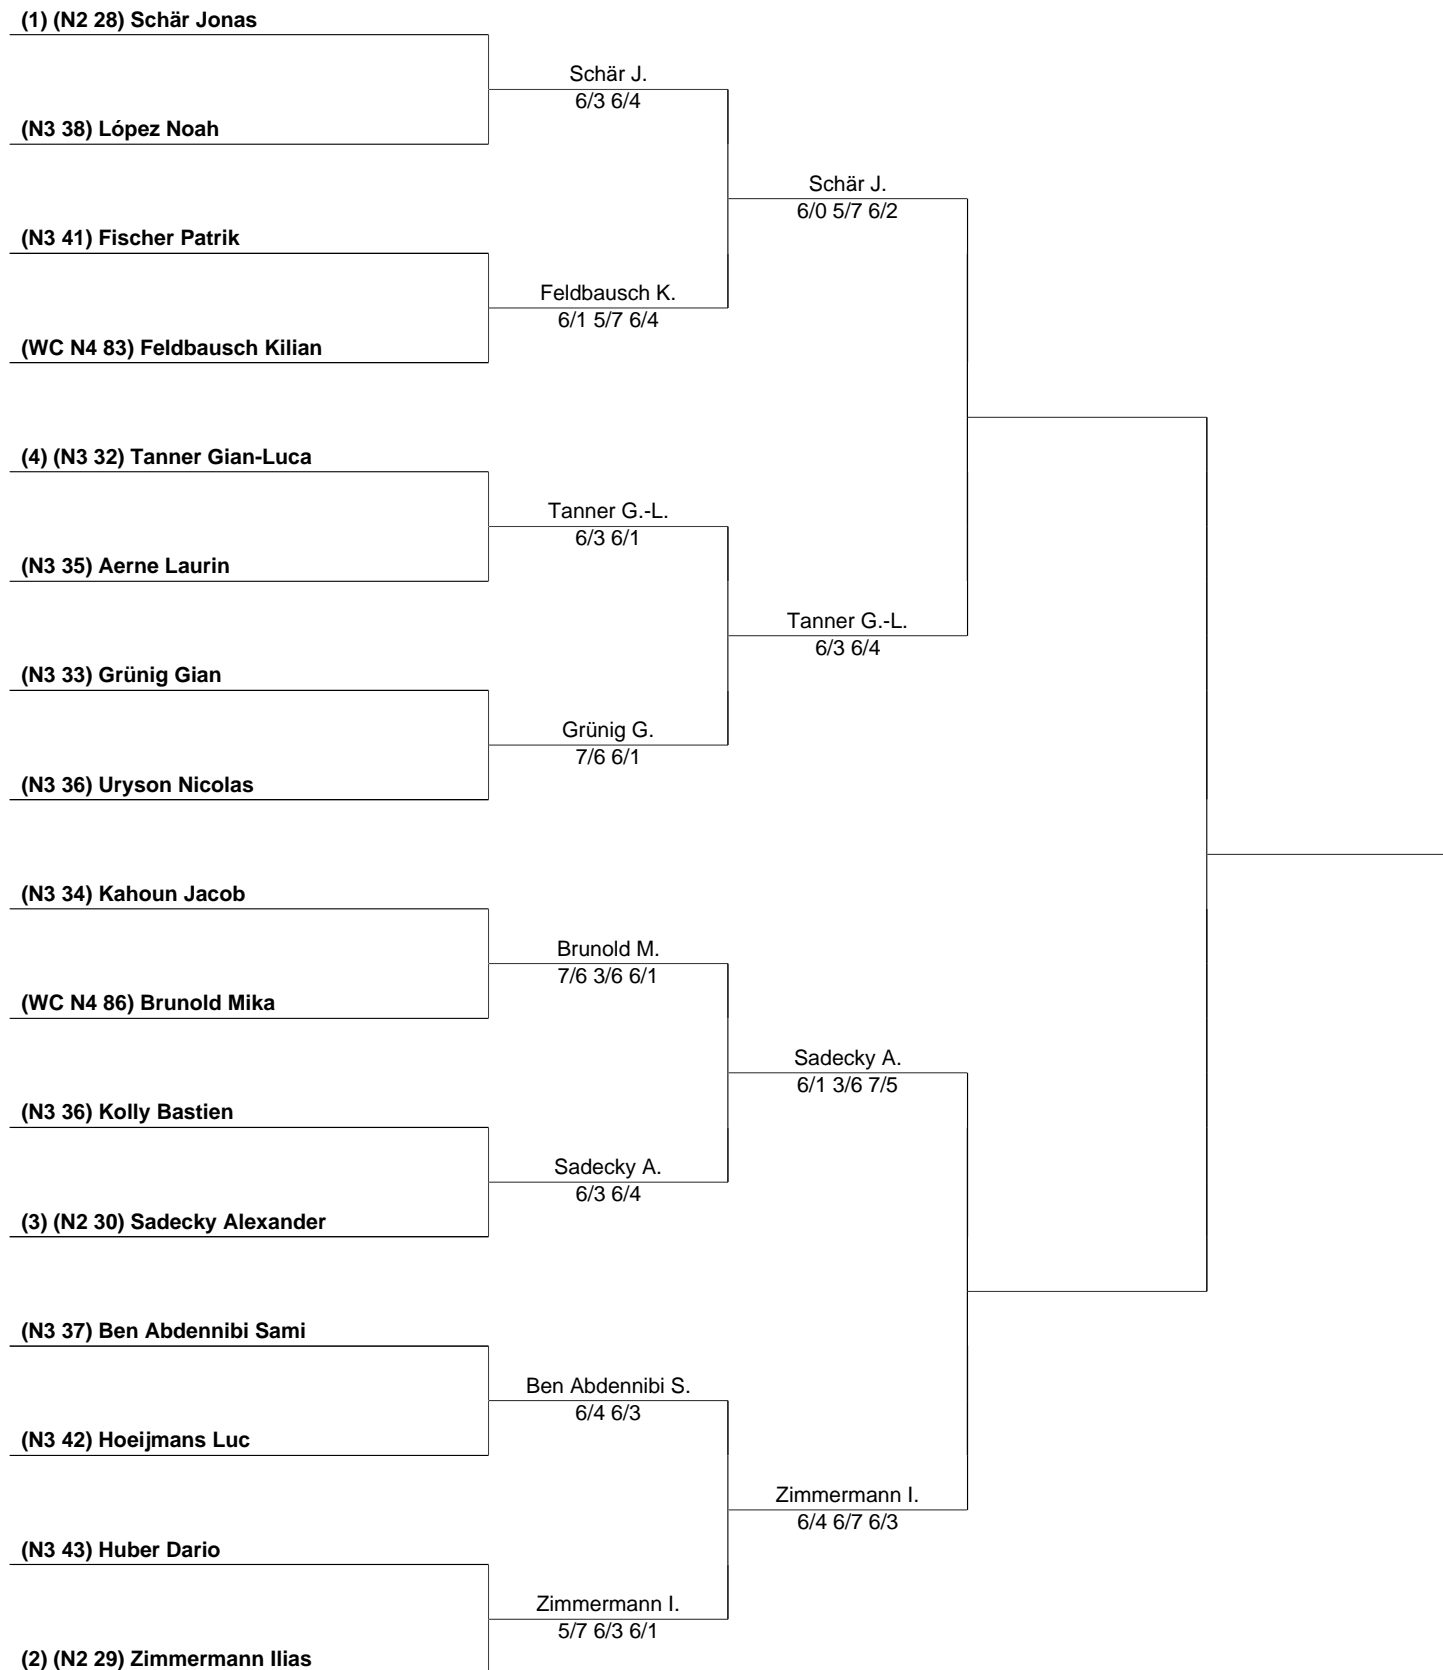 (1) (N2 28) Schär Jonas
Schär J.
6/3 6/4
(N3 38) López Noah
Schär J.
6/0 5/7 6/2
(N3 41) Fischer Patrik
Feldbausch K.
6/1 5/7 6/4
(WC N4 83) Feldbausch Kilian
(4) (N3 32) Tanner Gian-Luca
Tanner G.-L.
6/3 6/1
(N3 35) Aerne Laurin
Tanner G.-L.
6/3 6/4
(N3 33) Grünig Gian
Grünig G.
7/6 6/1
(N3 36) Uryson Nicolas
(N3 34) Kahoun Jacob
Brunold M.
7/6 3/6 6/1
(WC N4 86) Brunold Mika
Sadecky A.
6/1 3/6 7/5
(N3 36) Kolly Bastien
Sadecky A.
6/3 6/4
(3) (N2 30) Sadecky Alexander
(N3 37) Ben Abdennibi Sami
Ben Abdennibi S.
6/4 6/3
(N3 42) Hoeijmans Luc
Zimmermann I.
6/4 6/7 6/3
(N3 43) Huber Dario
Zimmermann I.
5/7 6/3 6/1
(2) (N2 29) Zimmermann Ilias